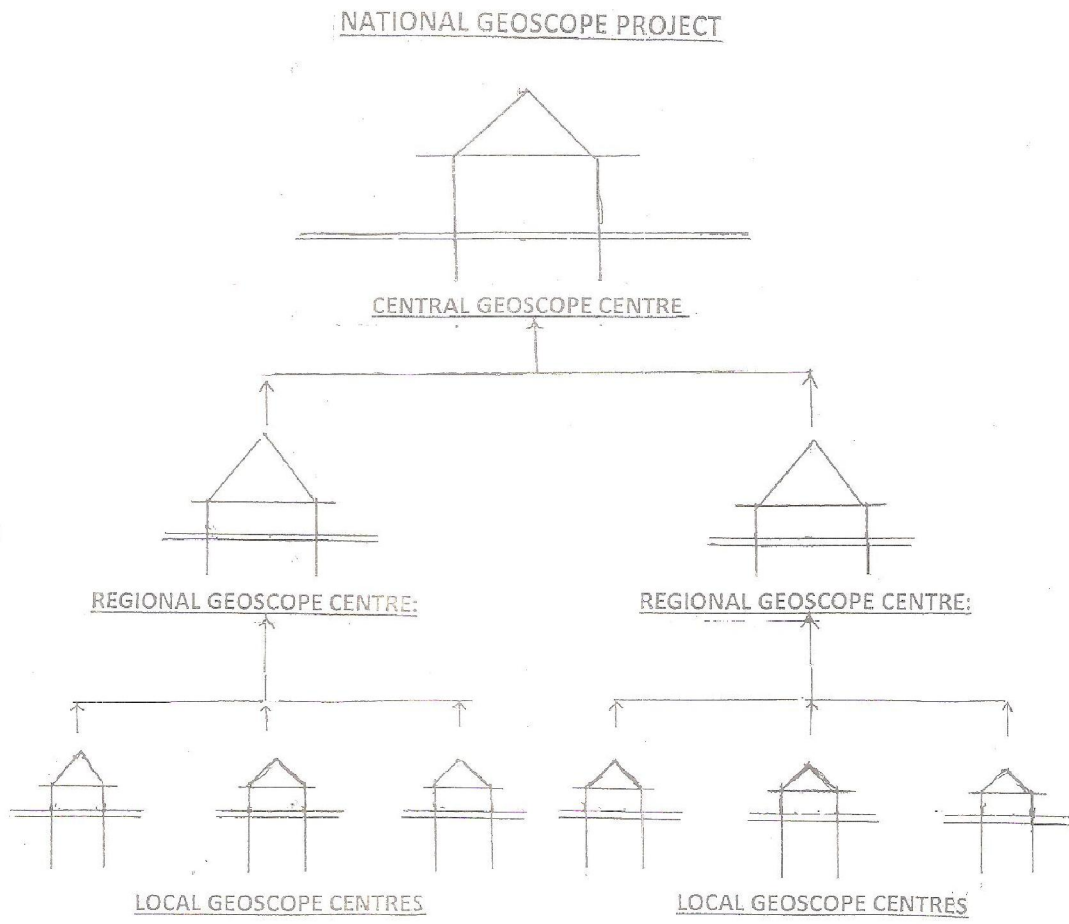 NATIONAL GEOSCOPE PROJECT
CENTRAL GEOSCOPE CENTRE
REGIONAL GEOSCOPE CENTRE:
REGIONAL GEOSCOPE CENTRE:
LOCAL GEOSCOPE CENTRES
LOCAL GEOSCOPE CENTRES